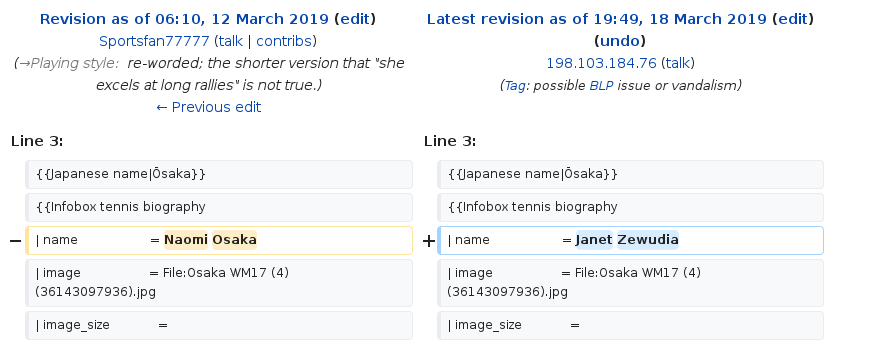 Revision as of 06:10, 12 March 2019 (edit)
Sportsfan77777 (talk | contribs)
(→Playing style: re-worded; the shorter version that "she
excels at long rallies" is not true.)
← Previous edit
Latest revision as of 19:49, 18 March 2019 (edit)
(undo)
198.103.184.76 (talk)
(Tag: possible BLP issue or vandalism)
Line 3:
Line 3:
{{Japanese name|Ōsaka}}
{{Japanese name|Ōsaka}}
{{Infobox tennis biography
{{Infobox tennis biography
− | name = Naomi Osaka
+ | name = Janet Zewudia
| image = File:Osaka WM17 (4)
(36143097936).jpg
| image = File:Osaka WM17 (4)
(36143097936).jpg
| image_size =
| image_size =